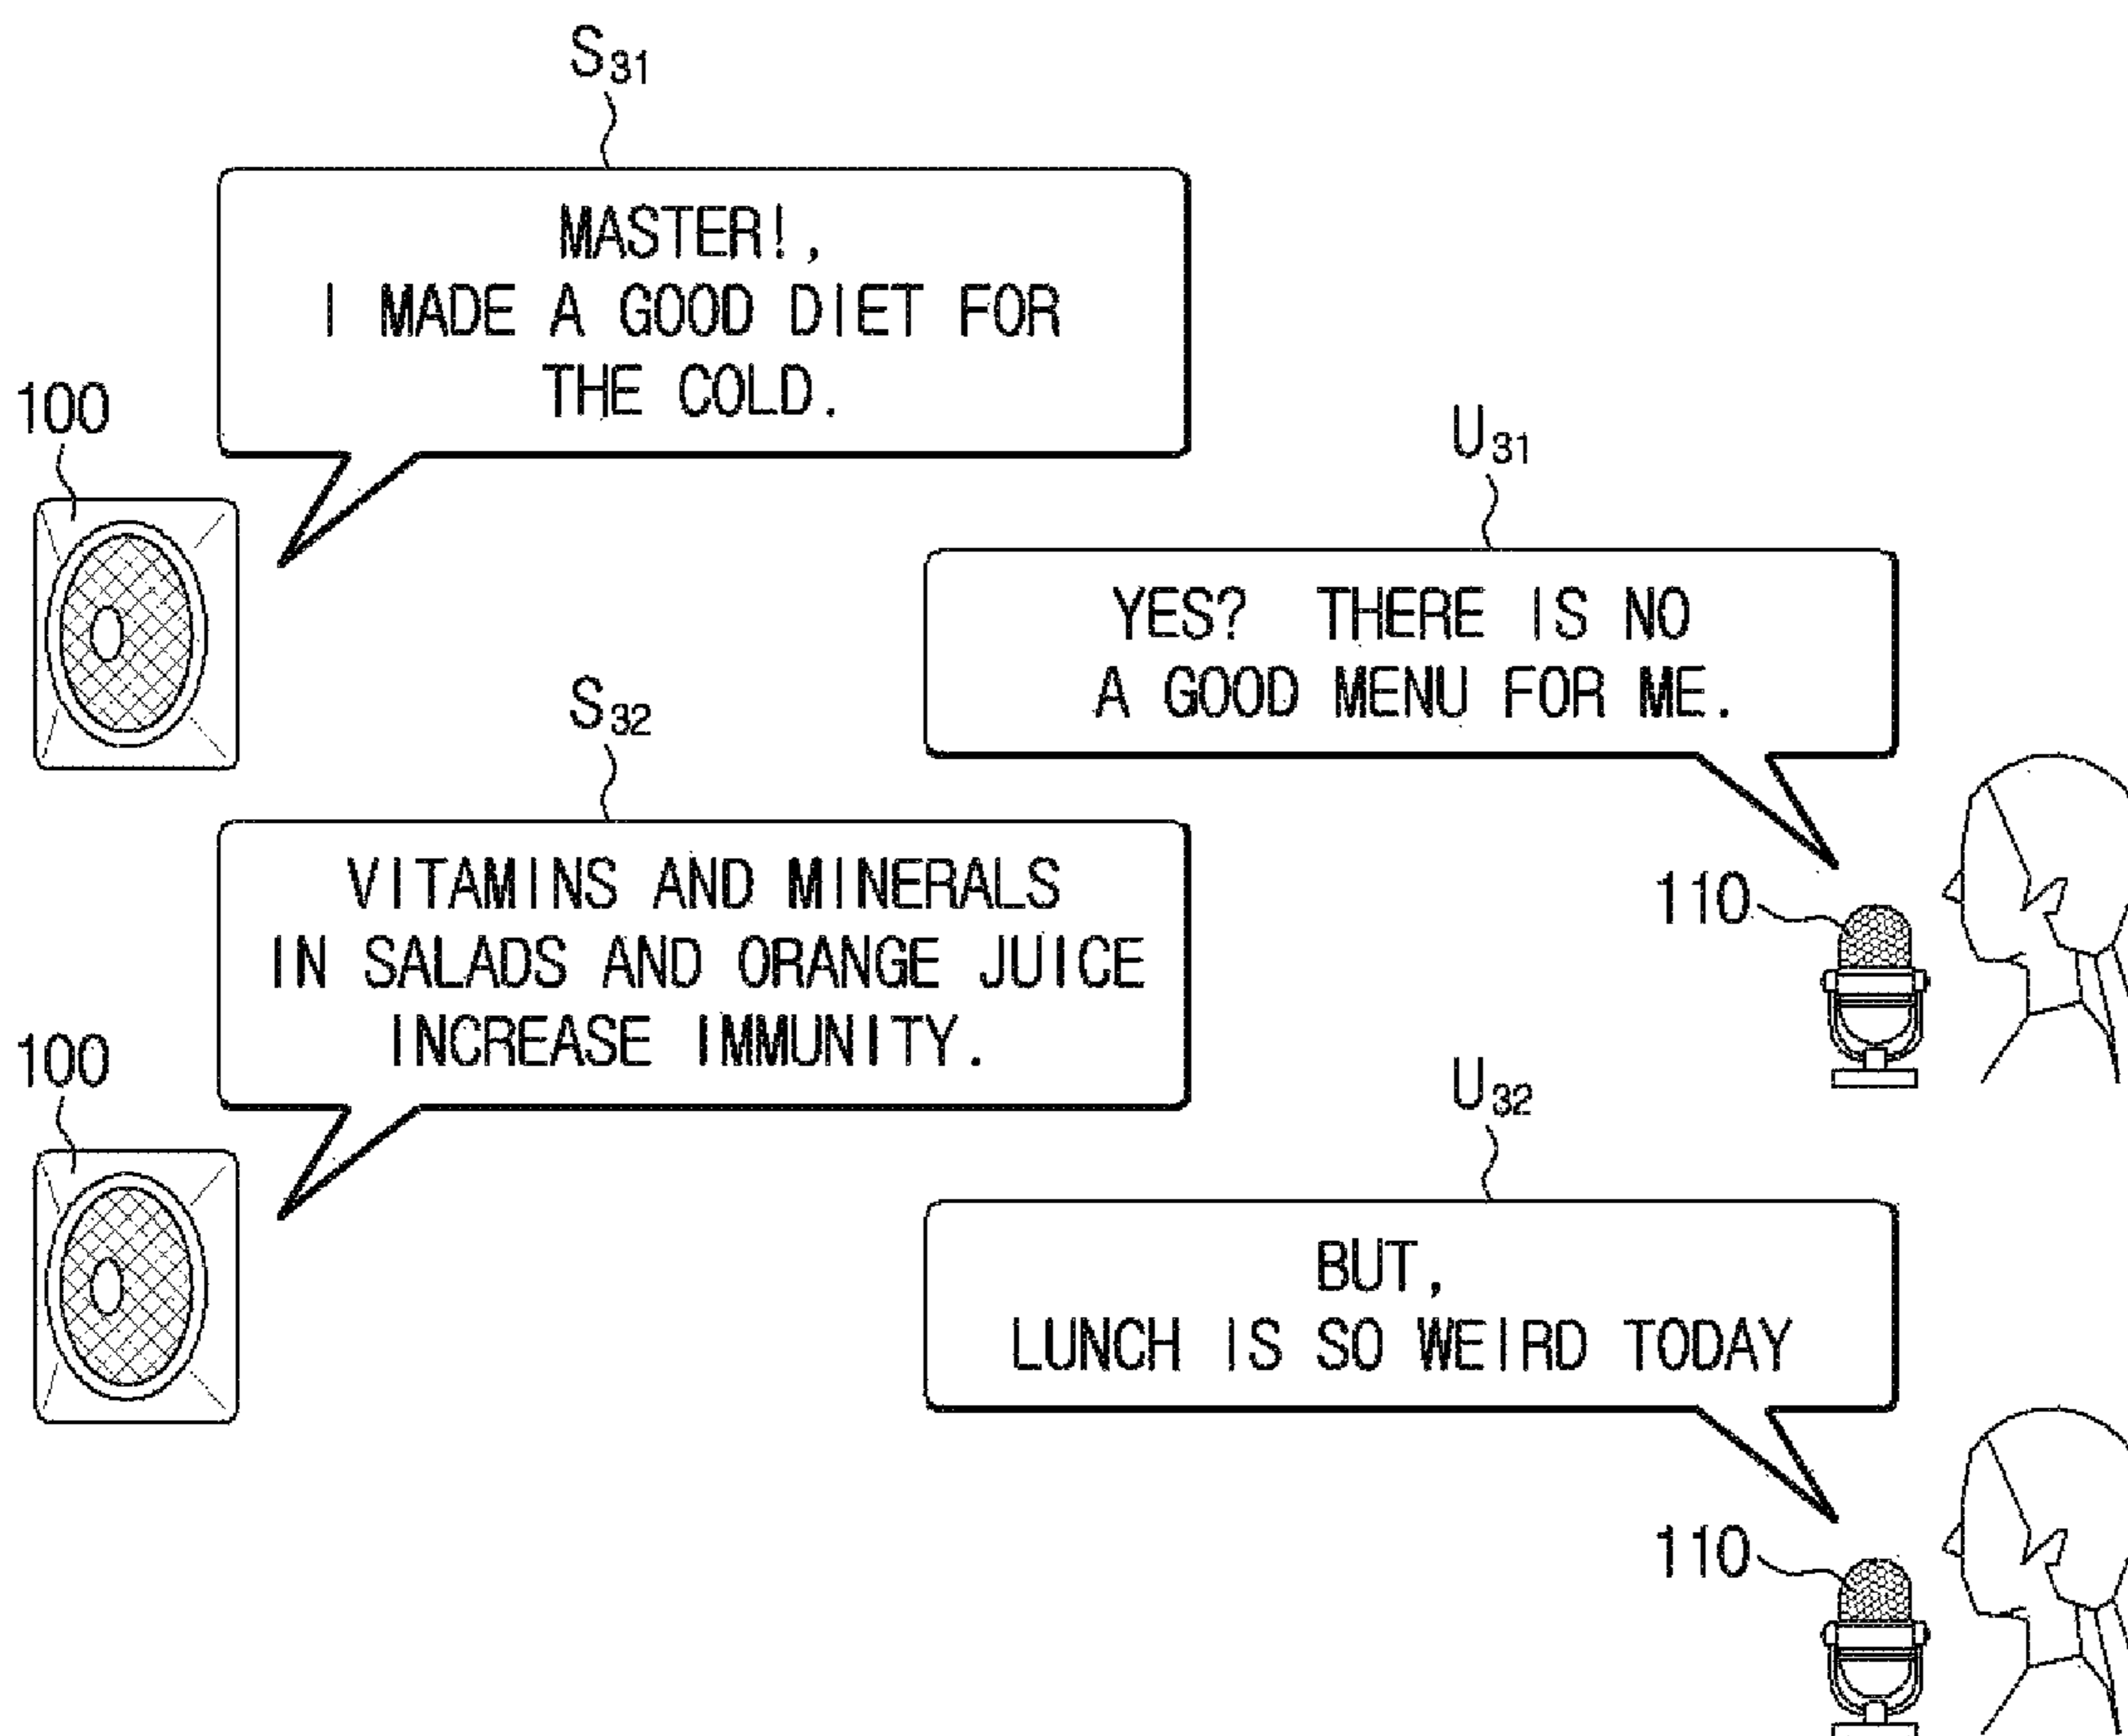 S31
MASTER!,
I MADE A GOOD DIET FOR
THE COLD.
100
U31
YES? THERE IS NO
A GOOD MENU FOR ME.
110
S32
VITAMINS AND MINERALS
IN SALADS AND ORANGE JUICE
INCREASE IMMUNITY.
100
U32
BUT,
LUNCH IS SO WEIRD TODAY
110